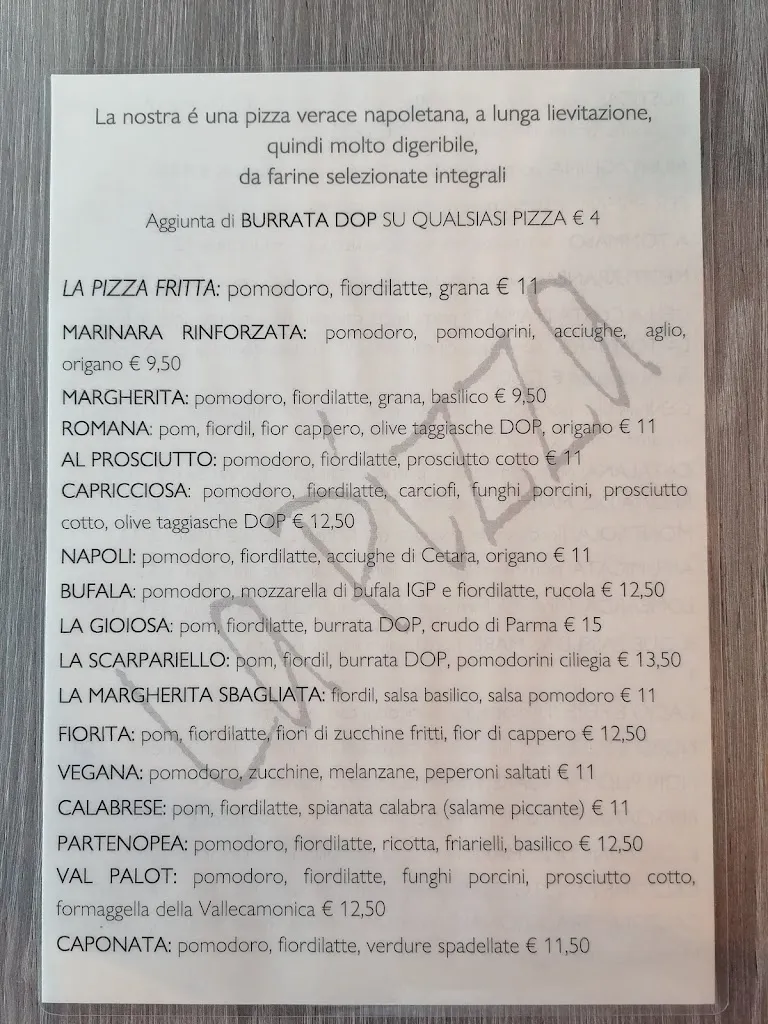 La nostra é una pizza verace napoletana, a lunga lievitazione,
quindi molto digeribile,
da farine selezionate integrali
Aggiunta di BURRATA DOP SU QUALSIASI PIZZA € 4
LA PIZZA FRITTA: pomodoro, fiordilatte, grana € 11
MARINARA RINFORZATA: pomodoro, pomodorini, acciughe, aglio,
origano € 9,50
MARGHERITA: pomodoro, fiordilatte, grana, basilico € 9,50
ROMANA: pom, fiordil, fior cappero, olive taggiasche DOP, origano € 11
AL PROSCIUTTO: pomodoro, fiordilatte, prosciutto cotto € 11
CAPRICCIOSA: pomodoro, fiordilatte, carciofi, funghi porcini, prosciutto
cotto, olive taggiasche DOP € 12,50
NAPOLI: pomodoro, fiordilatte, acciughe di Cetara, origano € 11
BUFALA: pomodoro, mozzarella di bufala IGP e fiordilatte, rucola € 12,50
LA GIOIOSA: pom, fiordilatte, burrata DOP, crudo di Parma € 15
LA SCARPARIELLO: pom, fiordil, burrata DOP, pomodorini ciliegia € 13,50
LA MARGHERITA SBAGLIATA: fiordil, salsa basilico, salsa pomodoro € 11
FIORITA: pom, fiordilatte, fiori di zucchine fritti, fior di cappero € 12,50
VEGANA: pomodoro, zucchine, melanzane, peperoni saltati € 11
CALABRESE: pom, fiordilatte, spianata calabra (salame piccante) € 11
PARTENOPEA: pomodoro, fiordilatte, ricotta, friarielli, basilico € 12,50
VAL PALOT: pomodoro, fiordilatte, funghi porcini, prosciutto cotto,
formaggella della Vallecamonica € 12,50
CAPONATA: pomodoro, fiordilatte, verdure spadellate € 11,50
La Pizza